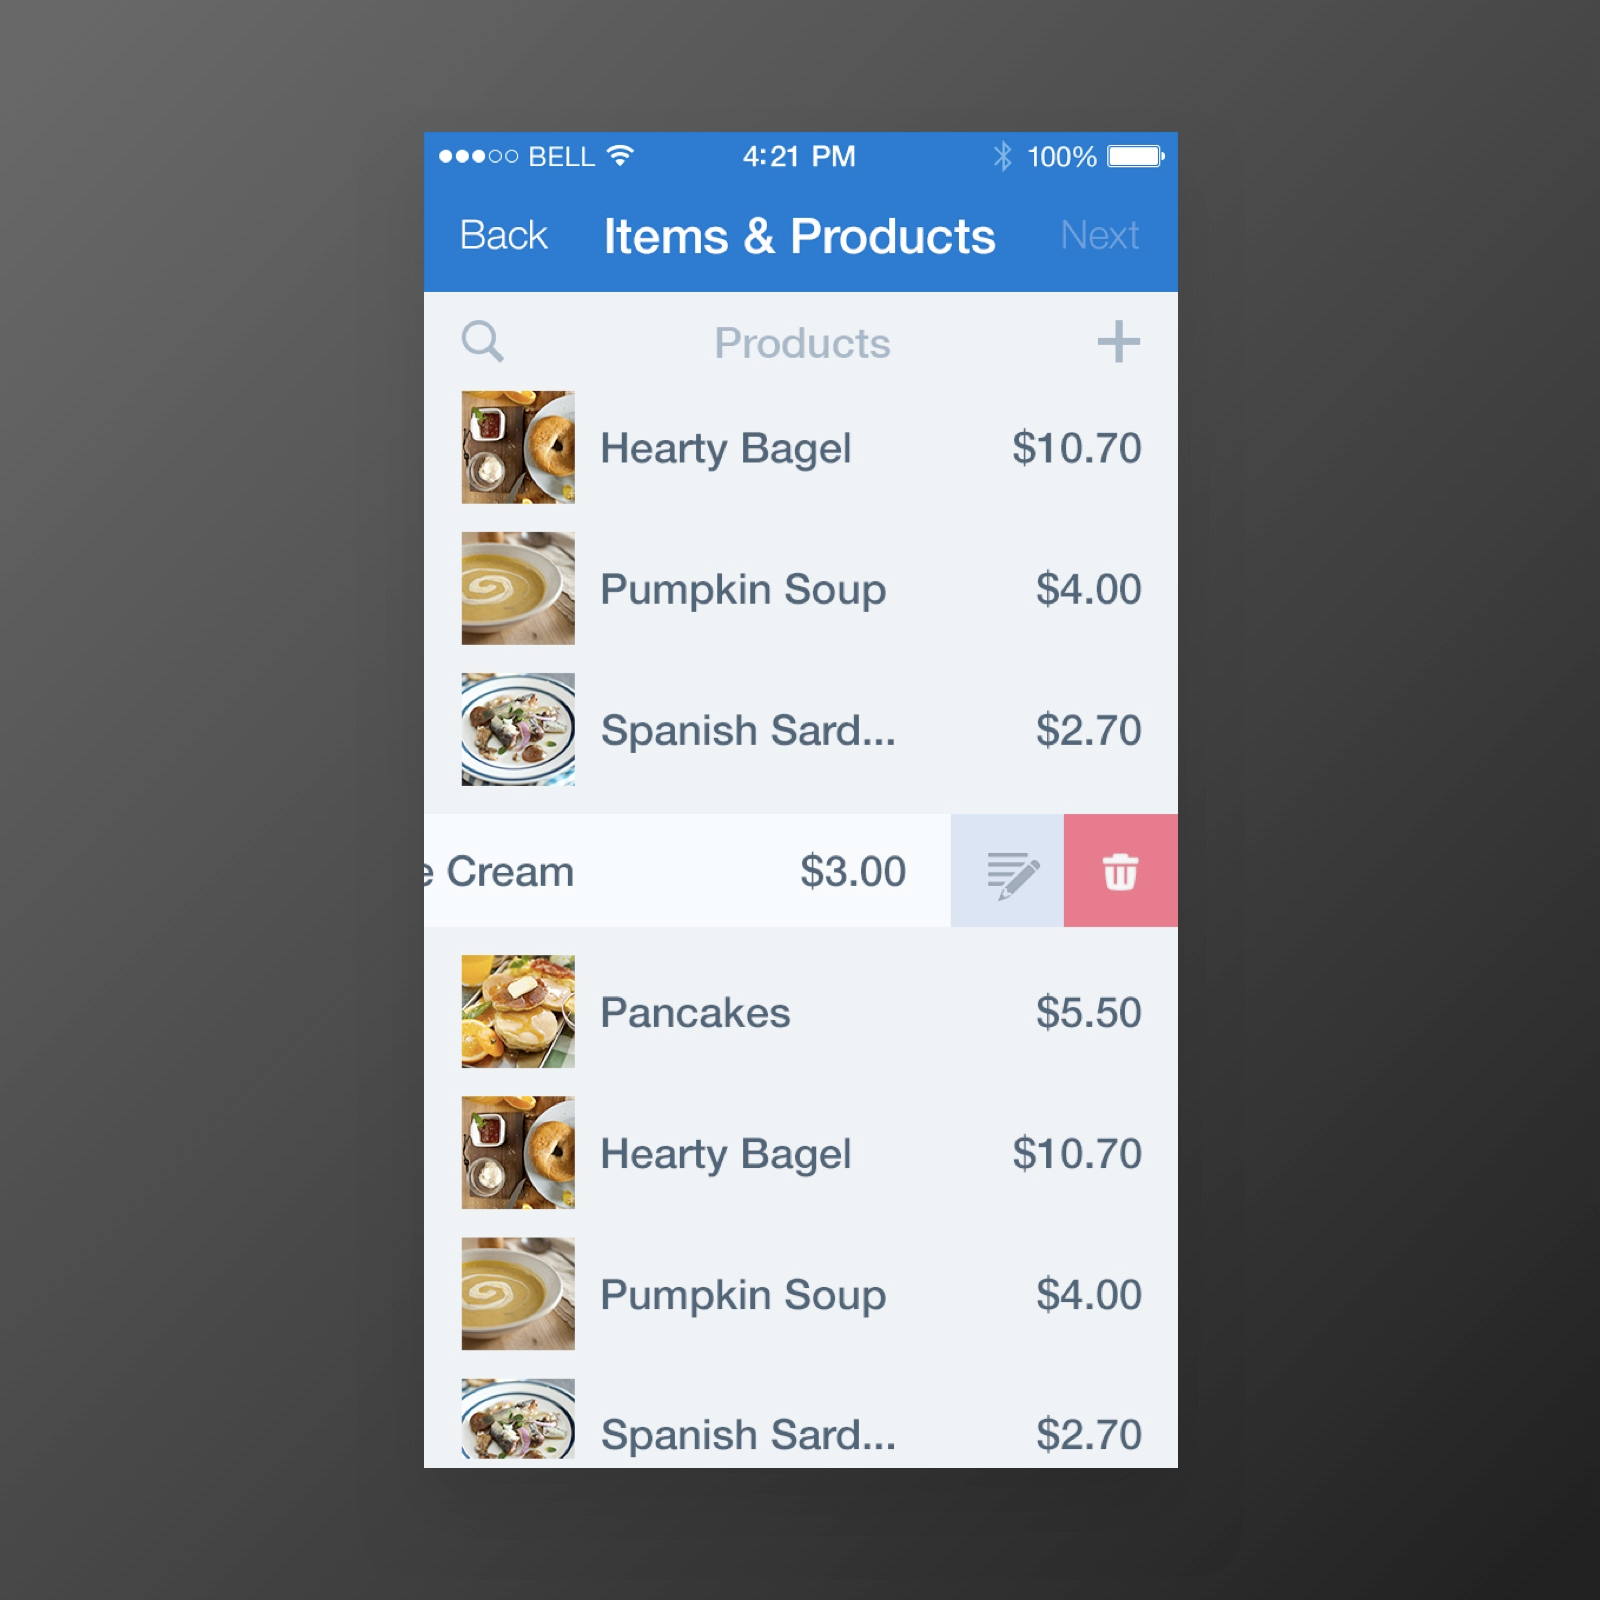 BELL 4:21 PM 100%
Back Items & Products Next
Products
Hearty Bagel $10.70
Pumpkin Soup $4.00
Spanish Sard... $2.70
e Cream $3.00
Pancakes $5.50
Hearty Bagel $10.70
Pumpkin Soup $4.00
Spanish Sard... $2.70